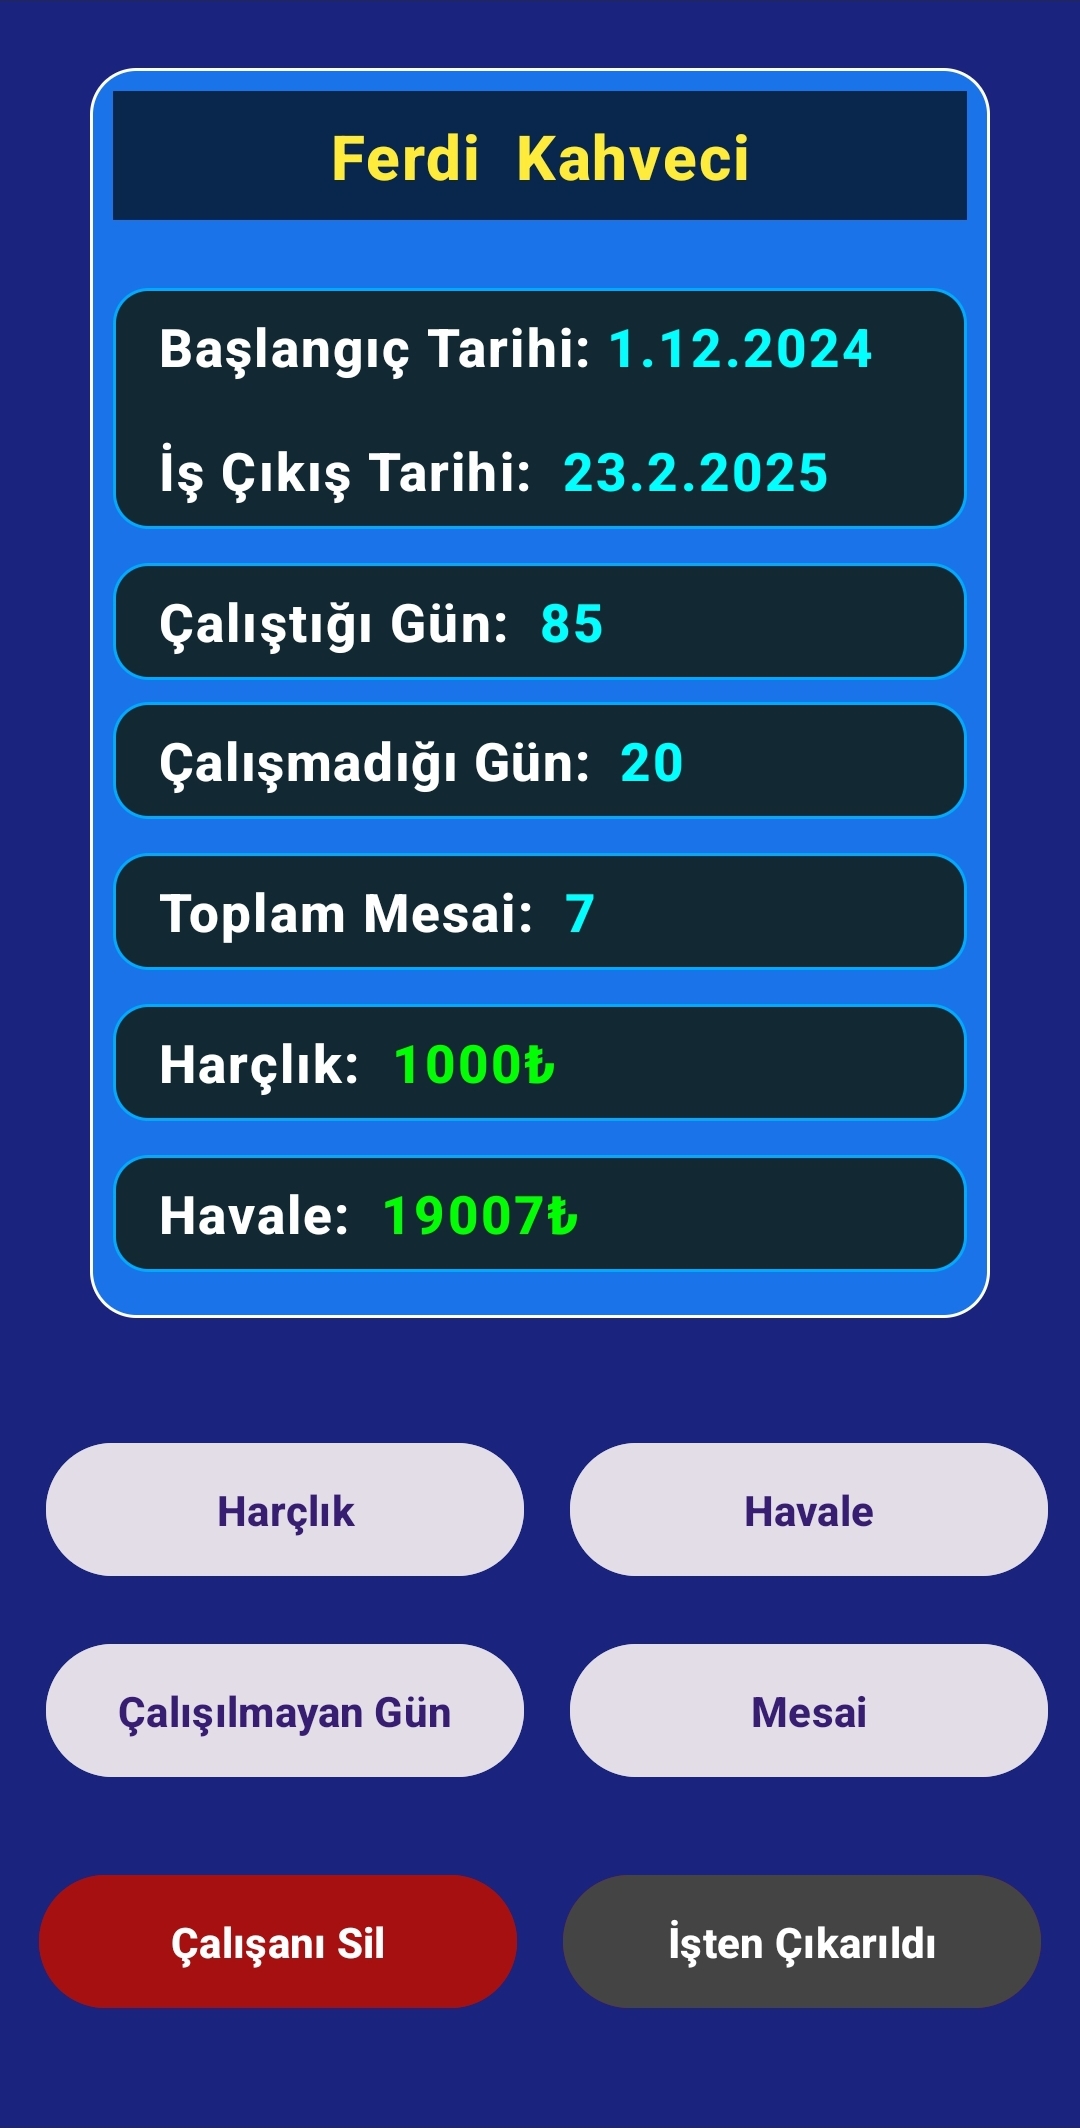 Ferdi Kahveci
Başlangıç Tarihi: 1.12.2024
İş Çıkış Tarihi: 23.2.2025
Çalıştığı Gün: 85
Çalışmadığı Gün: 20
Toplam Mesai: 7
Harçlık: 1000₺
Havale: 19007₺
Harçlık
Havale
Çalışılmayan Gün
Mesai
Çalışanı Sil
İşten Çıkarıldı